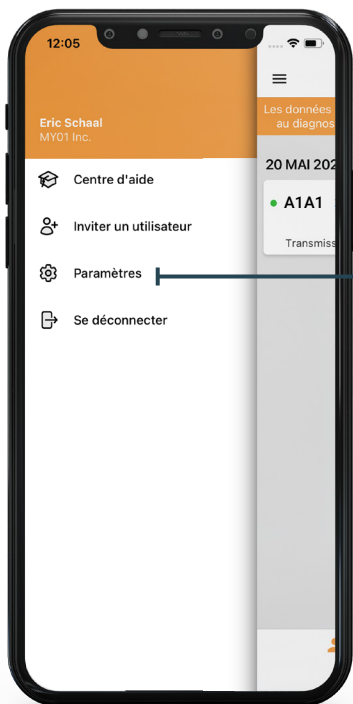 12:05
Eric Schaal
MY01 Inc.
Centre d'aide
Inviter un utilisateur
Paramètres
Se déconnecter
Les données
au diagnos
20 MAI 202
A1A1
Transmiss